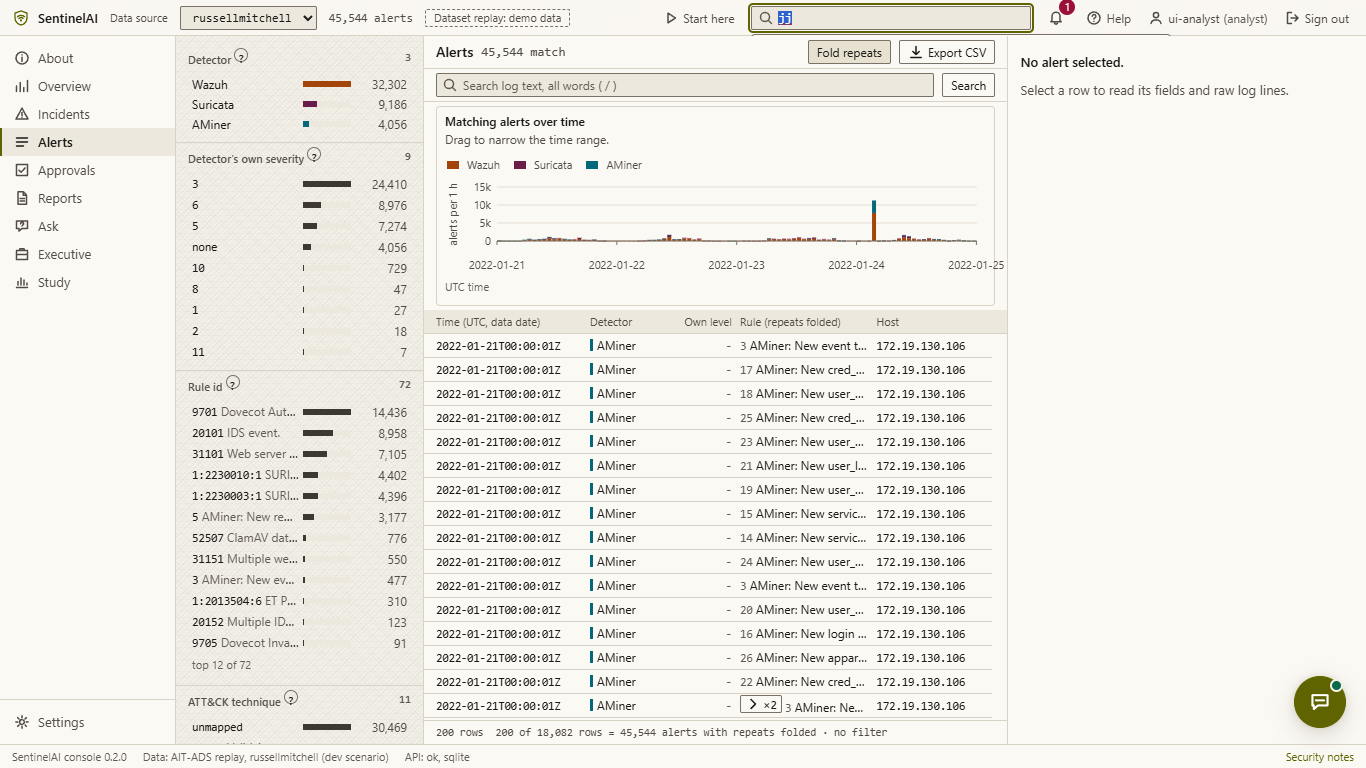 SentinelAI Data source russellmitchell 45,544 alerts Dataset replay: demo data Start here jj 1 Help ui-analyst (analyst) Sign out
About
Overview
Incidents
Alerts
Approvals
Reports
Ask
Executive
Study
Settings
Detector ? 3
Wazuh 32,302
Suricata 9,186
AMiner 4,056
Detector's own severity ? 9
3 24,410
6 8,976
5 7,274
none 4,056
10 729
8 47
1 27
2 18
11 7
Rule id ? 72
9701 Dovecot Aut... 14,436
20101 IDS event. 8,958
31101 Web server ... 7,105
1:2230010:1 SURI... 4,402
1:2230003:1 SURI... 4,396
5 AMiner: New re... 3,177
52507 ClamAV dat... 776
31151 Multiple we... 550
3 AMiner: New ev... 477
1:2013504:6 ET P... 310
20152 Multiple ID... 123
9705 Dovecot Inva... 91
top 12 of 72
ATT&CK technique ? 11
unmapped 30,469
Alerts 45,544 match Fold repeats Export CSV
Search log text, all words ( / ) Search
Matching alerts over time
Drag to narrow the time range.
Wazuh Suricata AMiner
alerts per 1 h
15k
10k
5k
0
2022-01-21 2022-01-22 2022-01-23 2022-01-24 2022-01-25
UTC time
Time (UTC, data date) Detector Own level Rule (repeats folded) Host
2022-01-21T00:00:01Z AMiner - 3 AMiner: New event t... 172.19.130.106
2022-01-21T00:00:01Z AMiner - 17 AMiner: New cred_... 172.19.130.106
2022-01-21T00:00:01Z AMiner - 18 AMiner: New user_... 172.19.130.106
2022-01-21T00:00:01Z AMiner - 25 AMiner: New cred_... 172.19.130.106
2022-01-21T00:00:01Z AMiner - 23 AMiner: New user_... 172.19.130.106
2022-01-21T00:00:01Z AMiner - 21 AMiner: New user_l... 172.19.130.106
2022-01-21T00:00:01Z AMiner - 19 AMiner: New user_... 172.19.130.106
2022-01-21T00:00:01Z AMiner - 15 AMiner: New servic... 172.19.130.106
2022-01-21T00:00:01Z AMiner - 14 AMiner: New servic... 172.19.130.106
2022-01-21T00:00:01Z AMiner - 24 AMiner: New user_... 172.19.130.106
2022-01-21T00:00:01Z AMiner - 3 AMiner: New event t... 172.19.130.106
2022-01-21T00:00:01Z AMiner - 20 AMiner: New user_... 172.19.130.106
2022-01-21T00:00:01Z AMiner - 16 AMiner: New login ... 172.19.130.106
2022-01-21T00:00:01Z AMiner - 26 AMiner: New appar... 172.19.130.106
2022-01-21T00:00:01Z AMiner - 22 AMiner: New cred_... 172.19.130.106
2022-01-21T00:00:01Z AMiner - ×2 3 AMiner: Ne... 172.19.130.106
200 rows 200 of 18,082 rows = 45,544 alerts with repeats folded · no filter
No alert selected.
Select a row to read its fields and raw log lines.
SentinelAI console 0.2.0 Data: AIT-ADS replay, russellmitchell (dev scenario) API: ok, sqlite Security notes